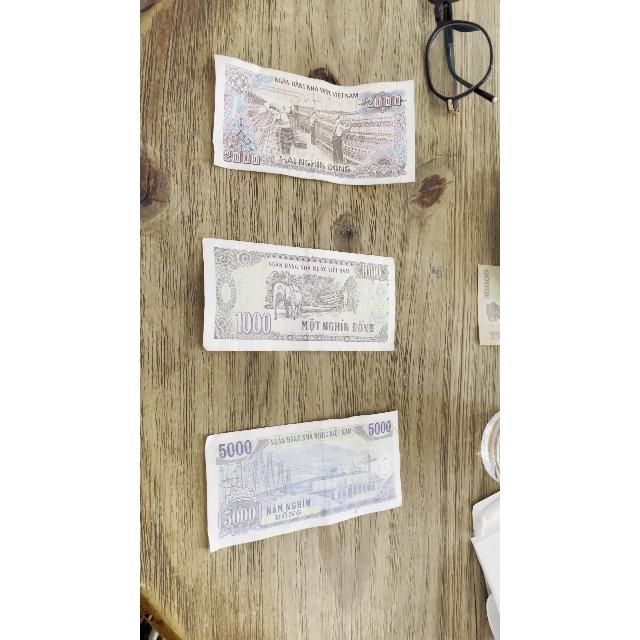 NGÂN HÀNG NHÀ NƯỚC VIỆT NAM
2000
2000 HAI NGHÌN ĐỒNG
NGÂN HÀNG NHÀ NƯỚC VIỆT NAM
1000
1000 MỘT NGHÌN ĐỒNG
5000 NGÂN HÀNG NHÀ NƯỚC VIỆT NAM 5000
5000 NĂM NGHÌN
ĐỒNG
10000